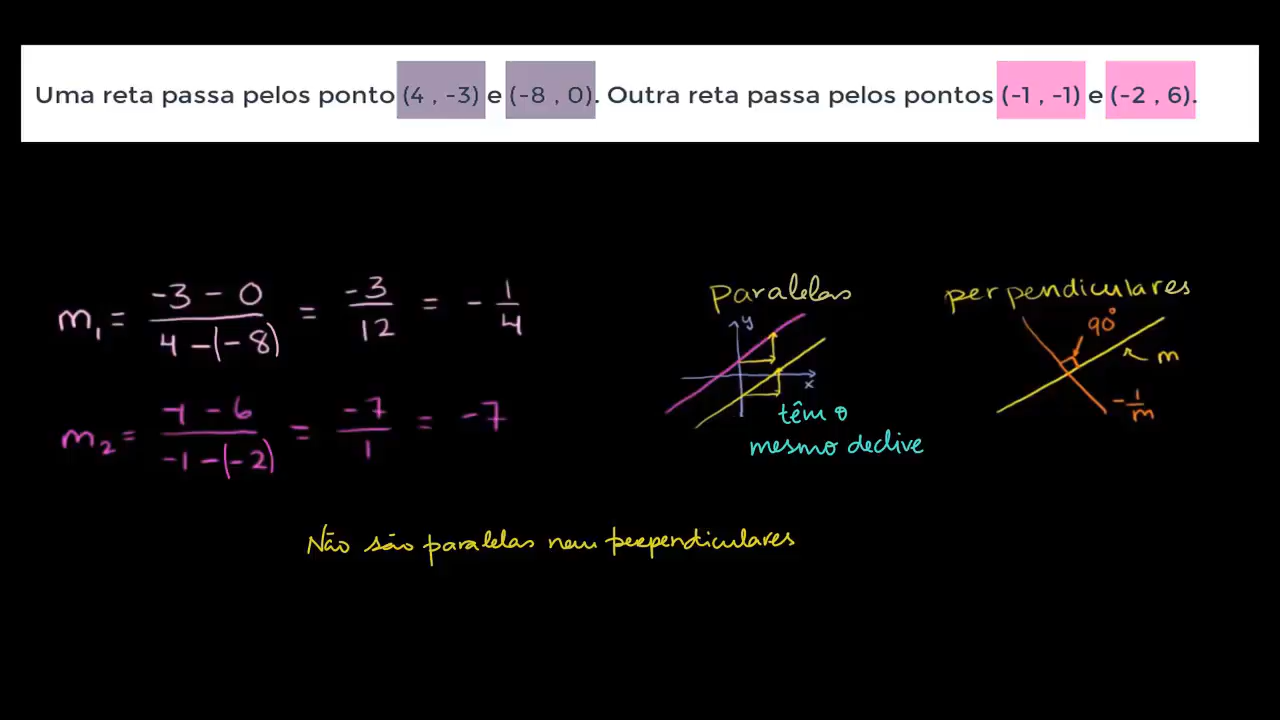 Uma reta passa pelos ponto (4 , -3) e (-8 , 0). Outra reta passa pelos pontos (-1 , -1) e (-2 , 6).
m₁ = (-3 - 0)/(4 - (-8)) = -3/12 = - 1/4
paralelas
y
x
têm o
mesmo declive
perpendiculares
90°
m
- 1/m
m₂ = (-1 - 6)/(-1 - (-2)) = -7/1 = -7
Não são paralelas nem perpendiculares